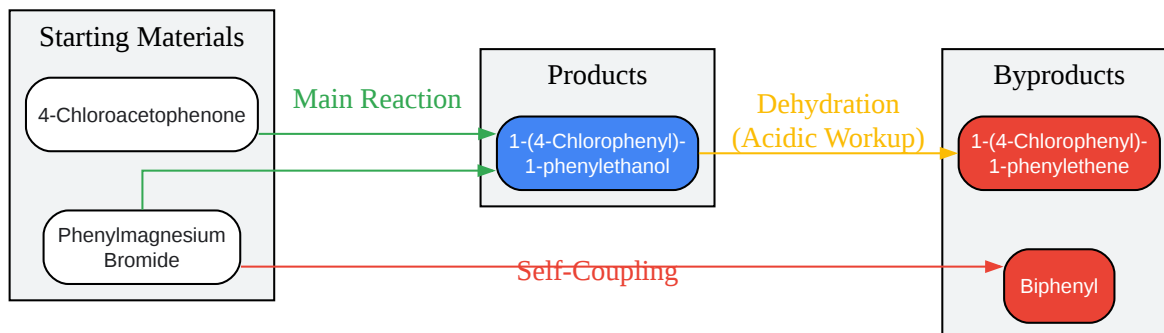 Starting Materials
4-Chloroacetophenone
Phenylmagnesium
Bromide
Main Reaction
Self-Coupling
Products
1-(4-Chlorophenyl)-
1-phenylethanol
Dehydration
(Acidic Workup)
Byproducts
1-(4-Chlorophenyl)-
1-phenylethene
Biphenyl